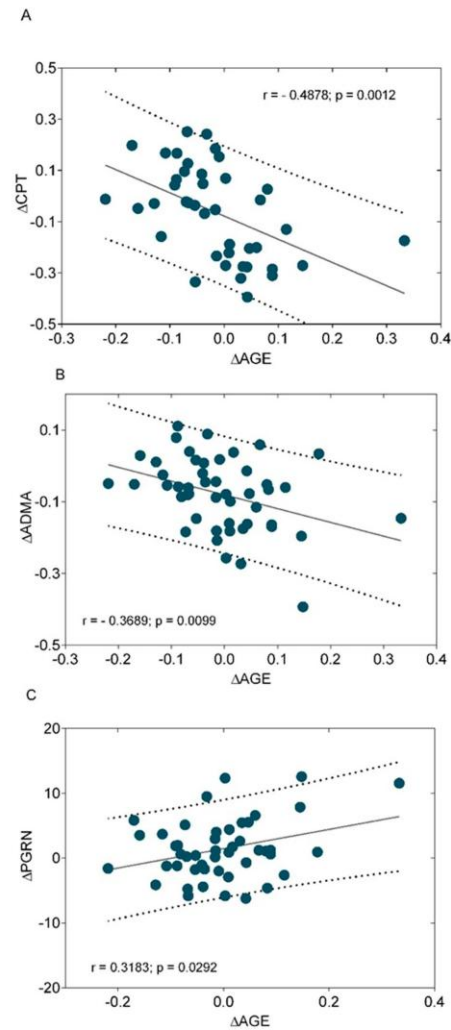 A
0.5
r = - 0.4878; p = 0.0012
0.3
0.1
ΔCPT
-0.1
-0.3
-0.5
-0.3 -0.2 -0.1 0.0 0.1 0.2 0.3 0.4
ΔAGE
B
0.1
-0.1
ΔADMA
-0.3
r = - 0.3689; p = 0.0099
-0.5
-0.3 -0.2 -0.1 0.0 0.1 0.2 0.3 0.4
ΔAGE
C
20
10
ΔPGRN
0
-10
r = 0.3183; p = 0.0292
-20
-0.2 0.0 0.2 0.4
ΔAGE